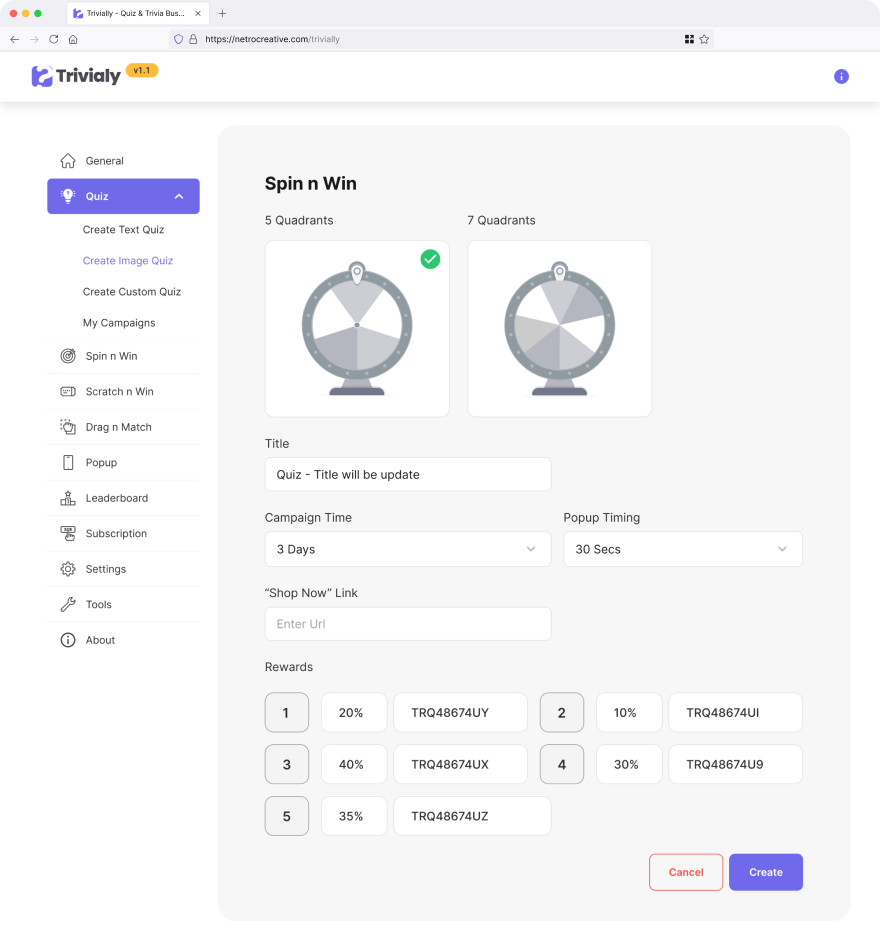 Trivially - Quiz & Trivia Bus...
https://netrocreative.com/trivially
Trivialy v1.1
General
Quiz
Create Text Quiz
Create Image Quiz
Create Custom Quiz
My Campaigns
Spin n Win
Scratch n Win
Drag n Match
Popup
Leaderboard
Subscription
Settings
Tools
About
Spin n Win
5 Quadrants 7 Quadrants
Title
Quiz - Title will be update
Campaign Time Popup Timing
3 Days 30 Secs
“Shop Now” Link
Enter Url
Rewards
1 20% TRQ48674UY 2 10% TRQ48674UI
3 40% TRQ48674UX 4 30% TRQ48674U9
5 35% TRQ48674UZ
Cancel Create